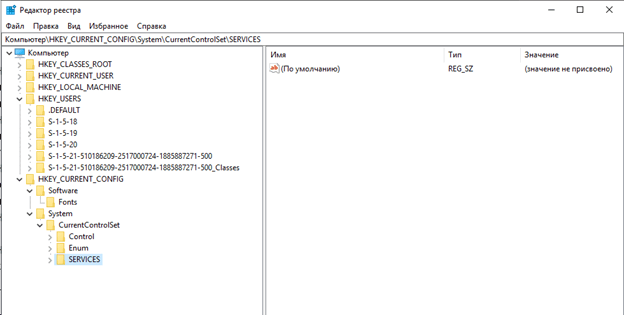 Редактор реестра
Файл Правка Вид Избранное Справка
Компьютер\HKEY_CURRENT_CONFIG\System\CurrentControlSet\SERVICES
Компьютер
HKEY_CLASSES_ROOT
HKEY_CURRENT_USER
HKEY_LOCAL_MACHINE
HKEY_USERS
.DEFAULT
S-1-5-18
S-1-5-19
S-1-5-20
S-1-5-21-510186209-2517000724-1885887271-500
S-1-5-21-510186209-2517000724-1885887271-500_Classes
HKEY_CURRENT_CONFIG
Software
Fonts
System
CurrentControlSet
Control
Enum
SERVICES
Имя Тип Значение
ab (По умолчанию) REG_SZ (значение не присвоено)